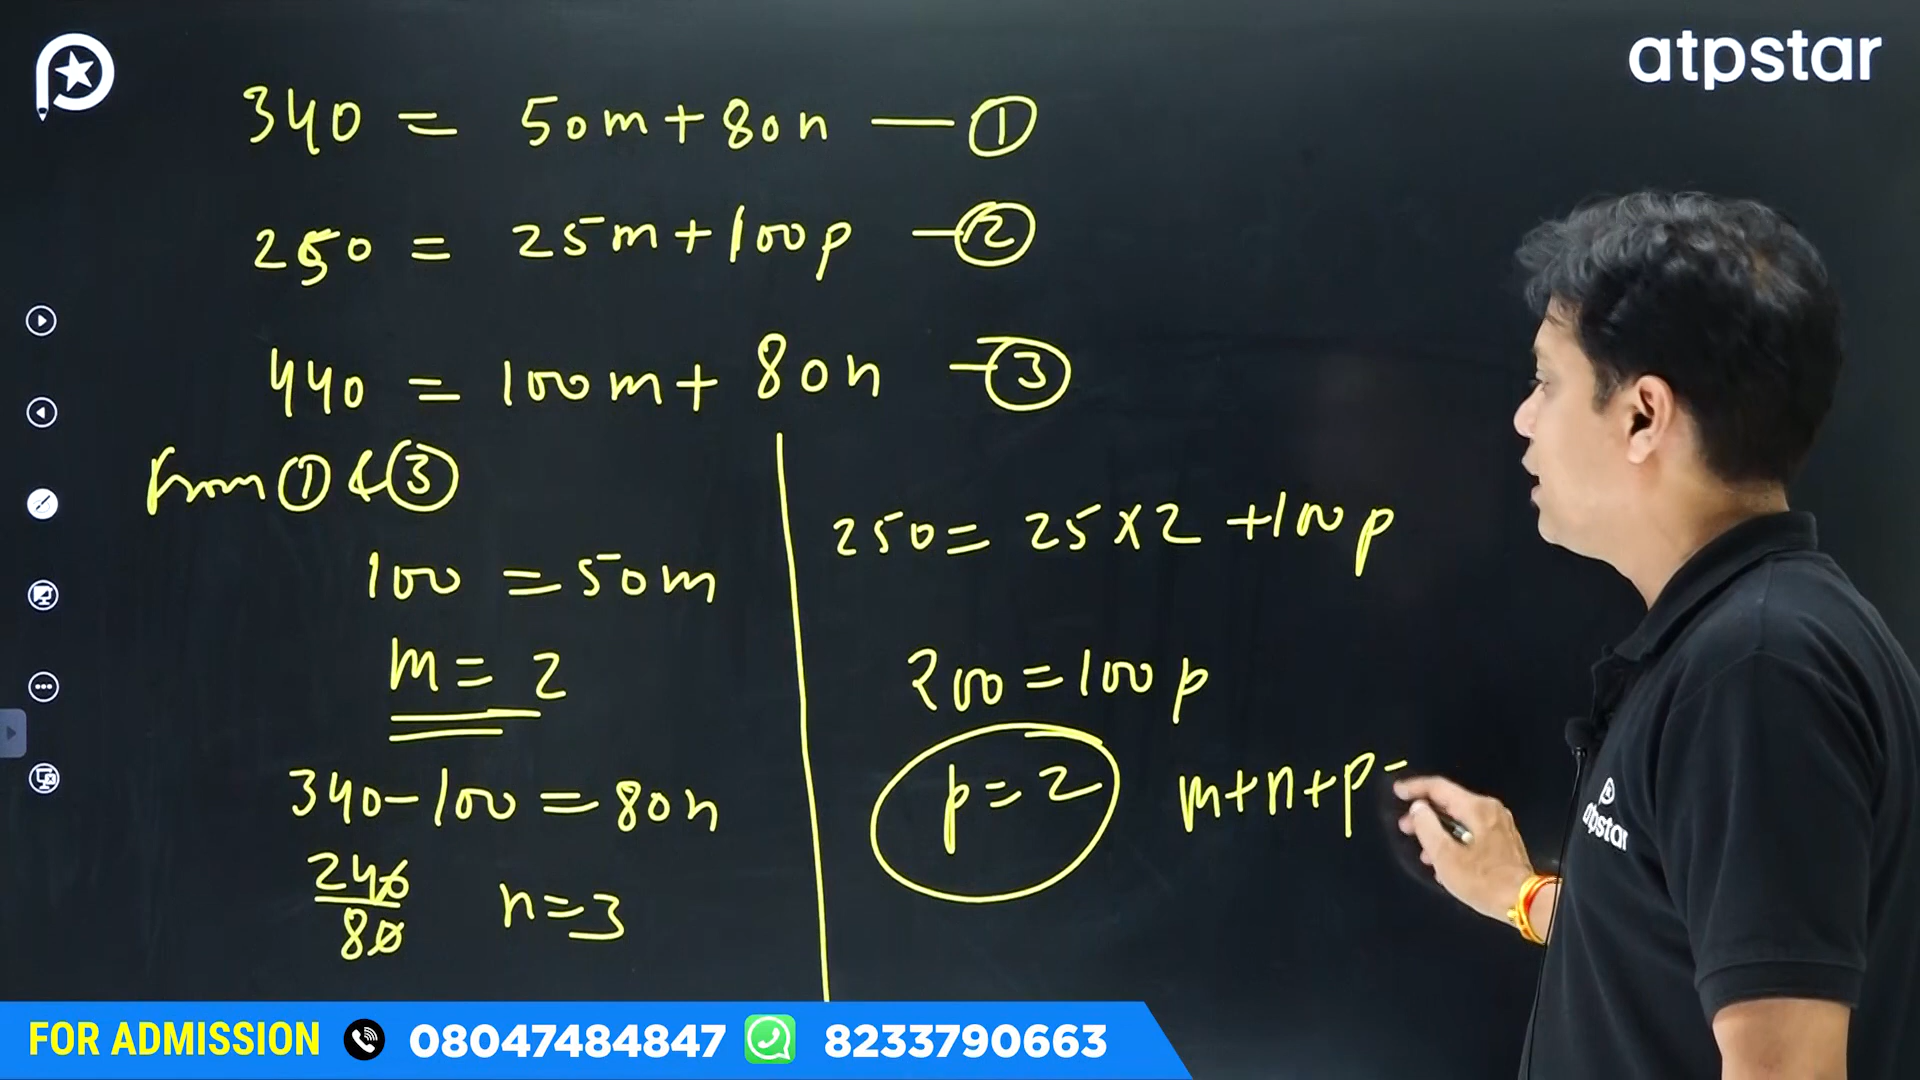 atpstar
340 = 50m + 80n — ①
250 = 25m + 100p — ②
440 = 100m + 80n — ③
From ① & ③
100 = 50m
m = 2
340 - 100 = 80n
240/80 n = 3
250 = 25 × 2 + 100p
200 = 100p
p = 2 m + n + p =
atpstar
FOR ADMISSION 08047484847 8233790663